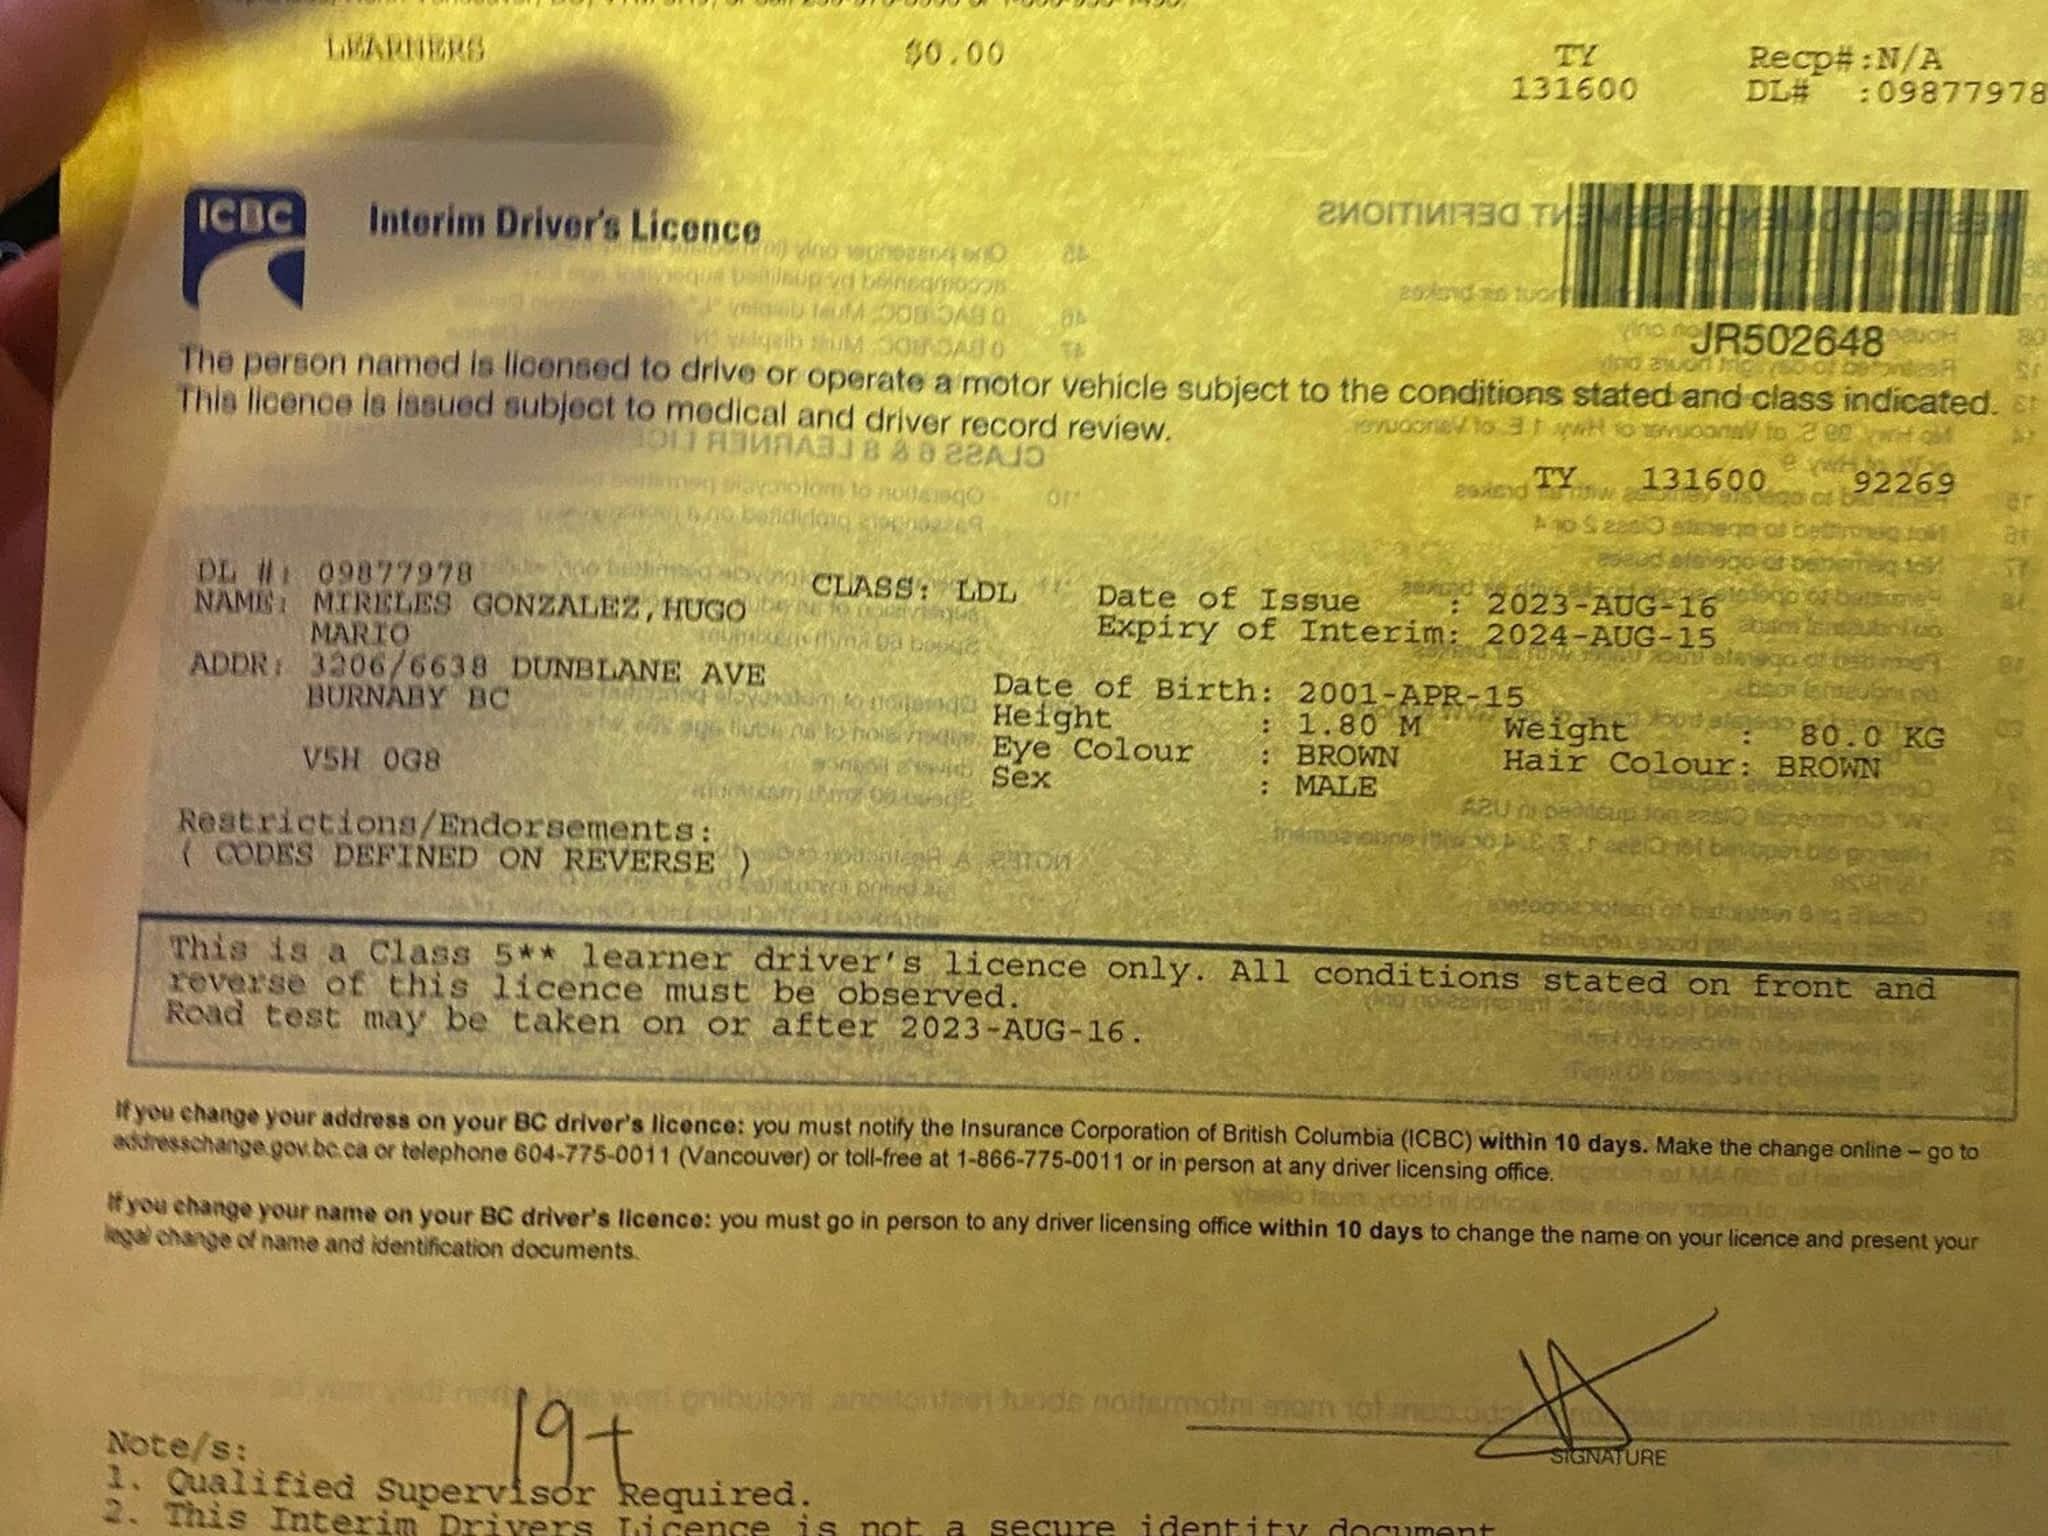 LEARNERS $0.00 TY Recp#:N/A
131600 DL# :09877978
ICBC Interim Driver's Licence
JR502648
The person named is licensed to drive or operate a motor vehicle subject to the conditions stated and class indicated.
This licence is issued subject to medical and driver record review.
TY 131600 92269
DL #: 09877978 CLASS: LDL Date of Issue : 2023-AUG-16
NAME: MIRELES GONZALEZ,HUGO Expiry of Interim: 2024-AUG-15
MARIO
ADDR: 3206/6638 DUNBLANE AVE Date of Birth: 2001-APR-15
BURNABY BC Height : 1.80 M Weight : 80.0 KG
V5H 0G8 Eye Colour : BROWN Hair Colour: BROWN
Sex : MALE
Restrictions/Endorsements:
( CODES DEFINED ON REVERSE )
This is a Class 5** learner driver's licence only. All conditions stated on front and
reverse of this licence must be observed.
Road test may be taken on or after 2023-AUG-16.
If you change your address on your BC driver's licence: you must notify the Insurance Corporation of British Columbia (ICBC) within 10 days. Make the change online – go to
addresschange.gov.bc.ca or telephone 604-775-0011 (Vancouver) or toll-free at 1-866-775-0011 or in person at any driver licensing office.
If you change your name on your BC driver's licence: you must go in person to any driver licensing office within 10 days to change the name on your licence and present your
legal change of name and identification documents.
19+
SIGNATURE
Note/s:
1. Qualified Supervisor Required.
2. This Interim Drivers Licence is not a secure identity document